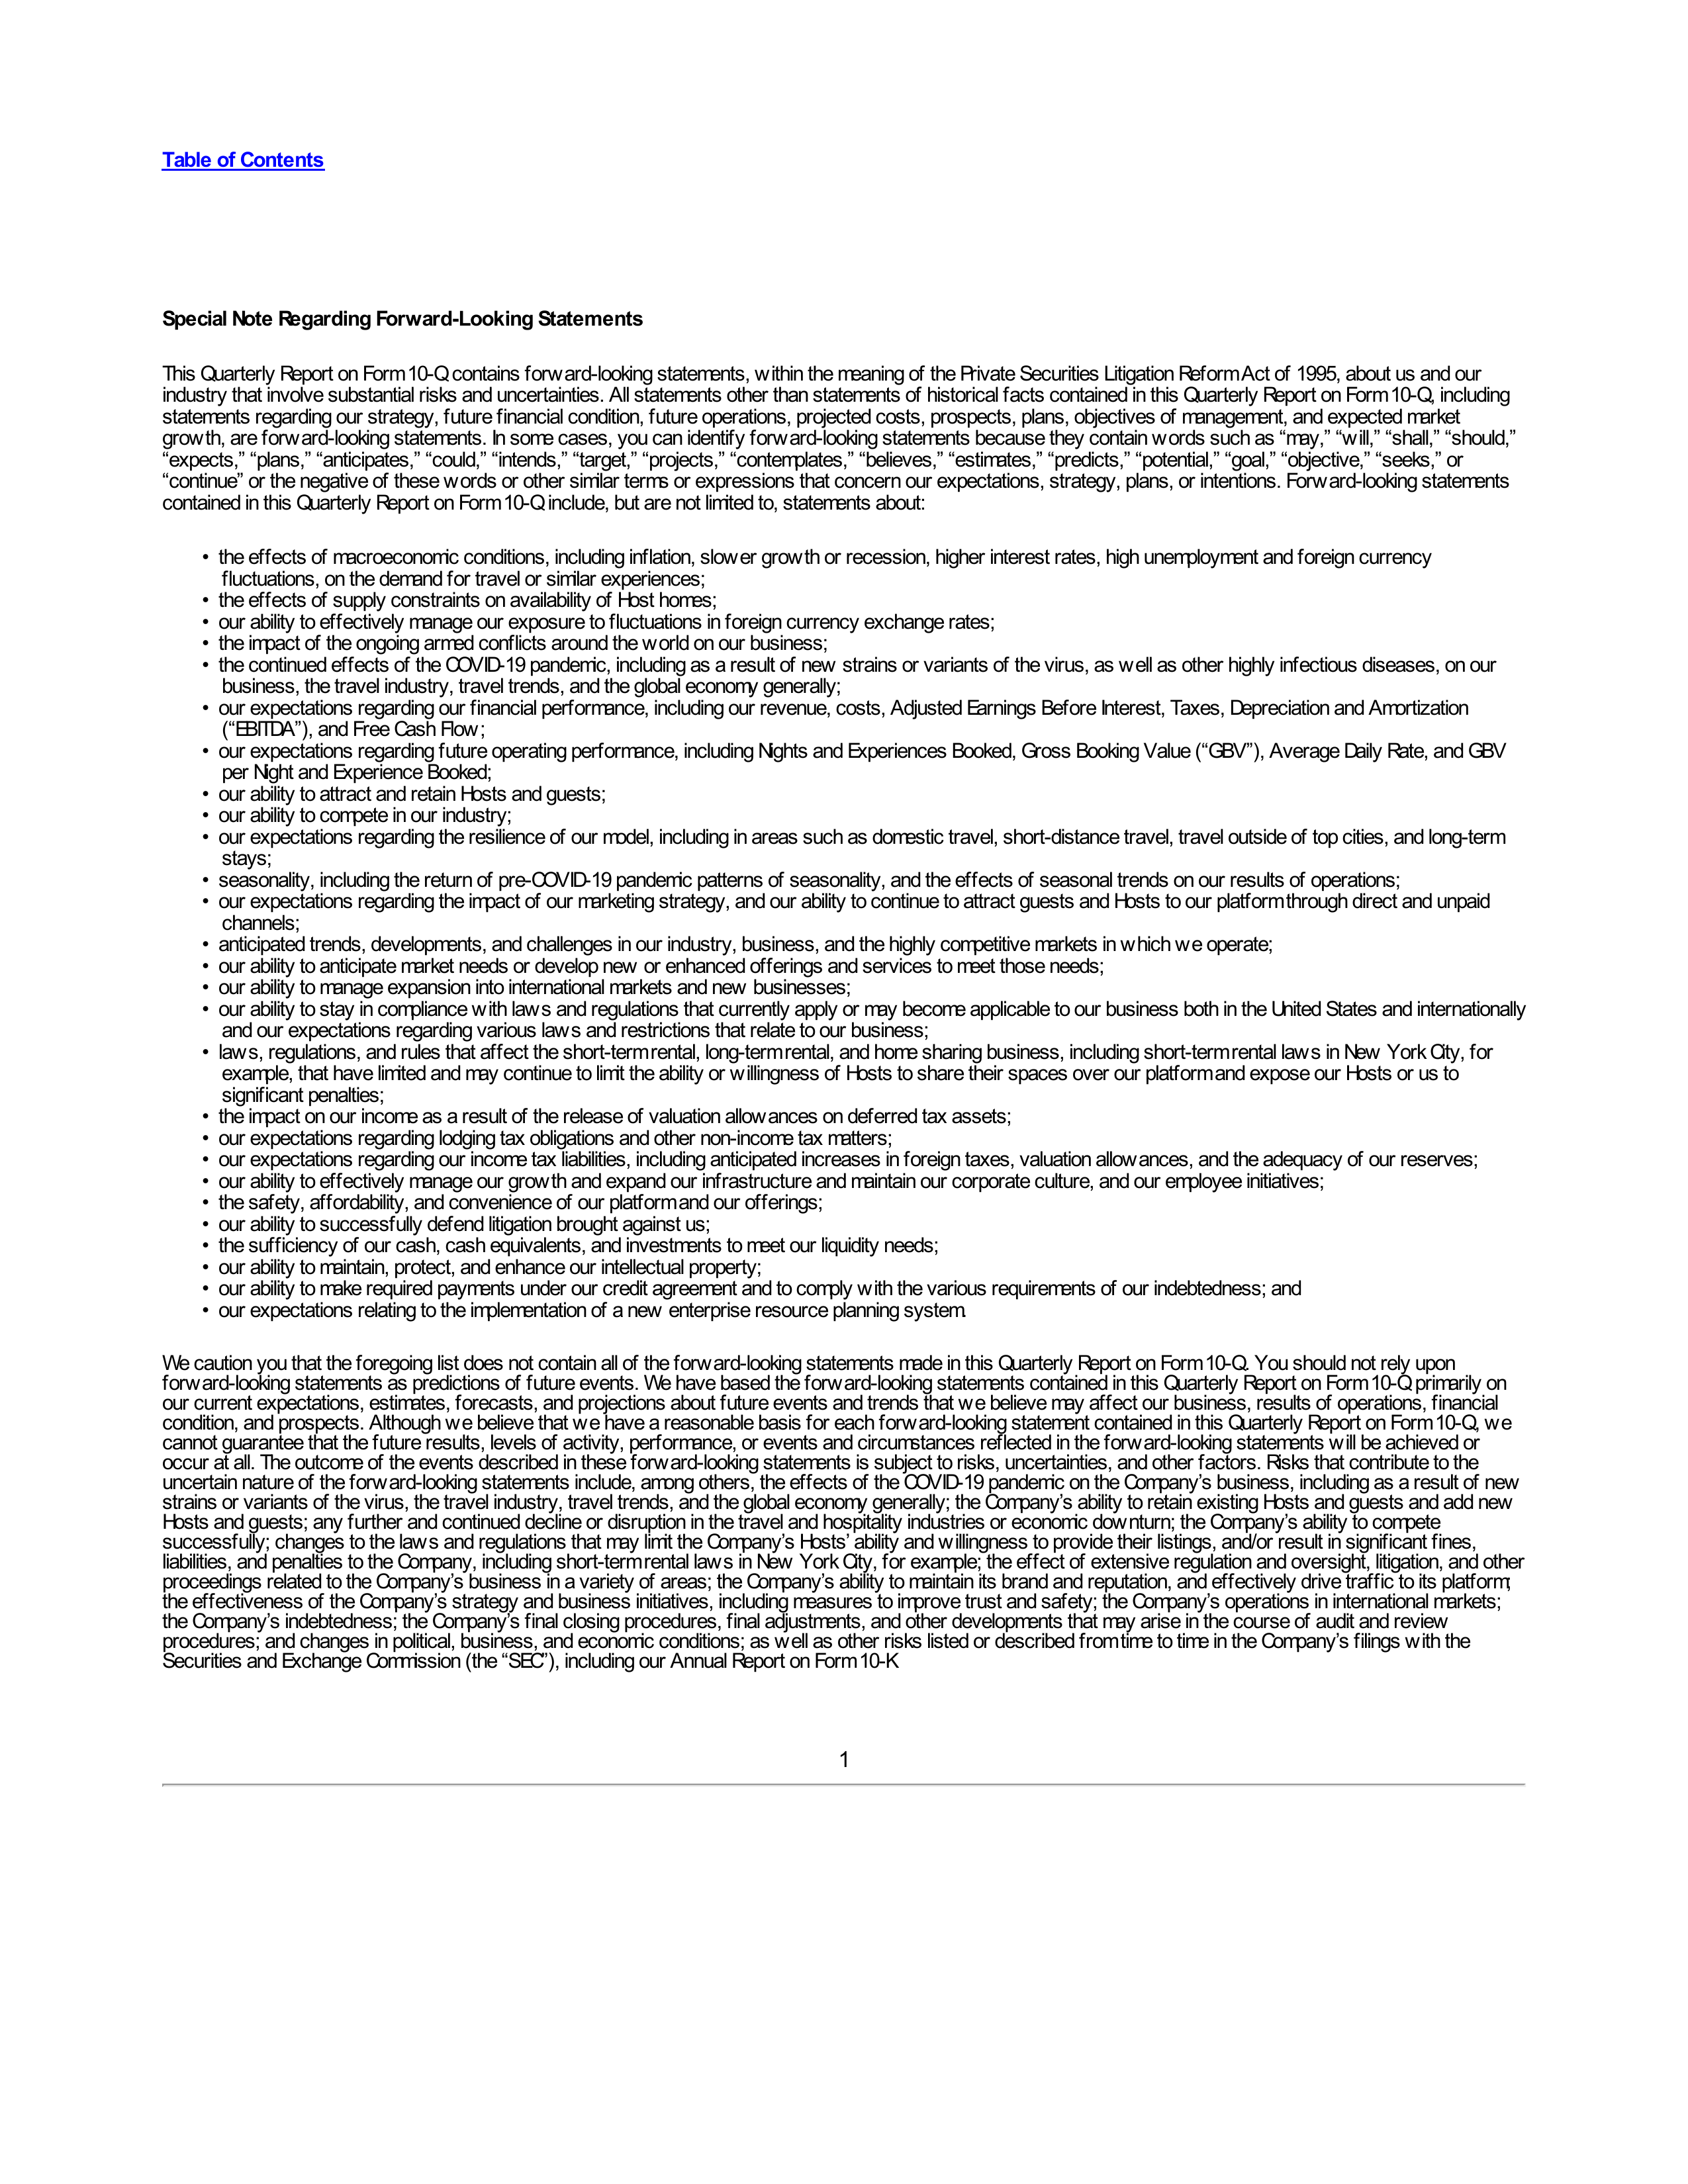 Table of Contents
Special Note Regarding Forward-Looking Statements
This Quarterly Report on Form 10-Q contains forward-looking statements, within the meaning of the Private Securities Litigation Reform Act of 1995, about us and our
industry that involve substantial risks and uncertainties. All statements other than statements of historical facts contained in this Quarterly Report on Form 10-Q, including
statements regarding our strategy, future financial condition, future operations, projected costs, prospects, plans, objectives of management, and expected market
growth, are forward-looking statements. In some cases, you can identify forward-looking statements because they contain words such as “may,” “will,” “shall,” “should,”
“expects,” “plans,” “anticipates,” “could,” “intends,” “target,” “projects,” “contemplates,” “believes,” “estimates,” “predicts,” “potential,” “goal,” “objective,” “seeks,” or
“continue” or the negative of these words or other similar terms or expressions that concern our expectations, strategy, plans, or intentions. Forward-looking statements
contained in this Quarterly Report on Form 10-Q include, but are not limited to, statements about:
• the effects of macroeconomic conditions, including inflation, slower growth or recession, higher interest rates, high unemployment and foreign currency
fluctuations, on the demand for travel or similar experiences;
• the effects of supply constraints on availability of Host homes;
• our ability to effectively manage our exposure to fluctuations in foreign currency exchange rates;
• the impact of the ongoing armed conflicts around the world on our business;
• the continued effects of the COVID-19 pandemic, including as a result of new strains or variants of the virus, as well as other highly infectious diseases, on our
business, the travel industry, travel trends, and the global economy generally;
• our expectations regarding our financial performance, including our revenue, costs, Adjusted Earnings Before Interest, Taxes, Depreciation and Amortization
(“EBITDA”), and Free Cash Flow;
• our expectations regarding future operating performance, including Nights and Experiences Booked, Gross Booking Value (“GBV”), Average Daily Rate, and GBV
per Night and Experience Booked;
• our ability to attract and retain Hosts and guests;
• our ability to compete in our industry;
• our expectations regarding the resilience of our model, including in areas such as domestic travel, short-distance travel, travel outside of top cities, and long-term
stays;
• seasonality, including the return of pre-COVID-19 pandemic patterns of seasonality, and the effects of seasonal trends on our results of operations;
• our expectations regarding the impact of our marketing strategy, and our ability to continue to attract guests and Hosts to our platform through direct and unpaid
channels;
• anticipated trends, developments, and challenges in our industry, business, and the highly competitive markets in which we operate;
• our ability to anticipate market needs or develop new or enhanced offerings and services to meet those needs;
• our ability to manage expansion into international markets and new businesses;
• our ability to stay in compliance with laws and regulations that currently apply or may become applicable to our business both in the United States and internationally
and our expectations regarding various laws and restrictions that relate to our business;
• laws, regulations, and rules that affect the short-term rental, long-term rental, and home sharing business, including short-term rental laws in New York City, for
example, that have limited and may continue to limit the ability or willingness of Hosts to share their spaces over our platform and expose our Hosts or us to
significant penalties;
• the impact on our income as a result of the release of valuation allowances on deferred tax assets;
• our expectations regarding lodging tax obligations and other non-income tax matters;
• our expectations regarding our income tax liabilities, including anticipated increases in foreign taxes, valuation allowances, and the adequacy of our reserves;
• our ability to effectively manage our growth and expand our infrastructure and maintain our corporate culture, and our employee initiatives;
• the safety, affordability, and convenience of our platform and our offerings;
• our ability to successfully defend litigation brought against us;
• the sufficiency of our cash, cash equivalents, and investments to meet our liquidity needs;
• our ability to maintain, protect, and enhance our intellectual property;
• our ability to make required payments under our credit agreement and to comply with the various requirements of our indebtedness; and
• our expectations relating to the implementation of a new enterprise resource planning system.
We caution you that the foregoing list does not contain all of the forward-looking statements made in this Quarterly Report on Form 10-Q. You should not rely upon
forward-looking statements as predictions of future events. We have based the forward-looking statements contained in this Quarterly Report on Form 10-Q primarily on
our current expectations, estimates, forecasts, and projections about future events and trends that we believe may affect our business, results of operations, financial
condition, and prospects. Although we believe that we have a reasonable basis for each forward-looking statement contained in this Quarterly Report on Form 10-Q, we
cannot guarantee that the future results, levels of activity, performance, or events and circumstances reflected in the forward-looking statements will be achieved or
occur at all. The outcome of the events described in these forward-looking statements is subject to risks, uncertainties, and other factors. Risks that contribute to the
uncertain nature of the forward-looking statements include, among others, the effects of the COVID-19 pandemic on the Company’s business, including as a result of new
strains or variants of the virus, the travel industry, travel trends, and the global economy generally; the Company’s ability to retain existing Hosts and guests and add new
Hosts and guests; any further and continued decline or disruption in the travel and hospitality industries or economic downturn; the Company’s ability to compete
successfully; changes to the laws and regulations that may limit the Company’s Hosts’ ability and willingness to provide their listings, and/or result in significant fines,
liabilities, and penalties to the Company, including short-term rental laws in New York City, for example; the effect of extensive regulation and oversight, litigation, and other
proceedings related to the Company’s business in a variety of areas; the Company’s ability to maintain its brand and reputation, and effectively drive traffic to its platform;
the effectiveness of the Company’s strategy and business initiatives, including measures to improve trust and safety; the Company’s operations in international markets;
the Company’s indebtedness; the Company’s final closing procedures, final adjustments, and other developments that may arise in the course of audit and review
procedures; and changes in political, business, and economic conditions; as well as other risks listed or described from time to time in the Company’s filings with the
Securities and Exchange Commission (the “SEC”), including our Annual Report on Form 10-K
1